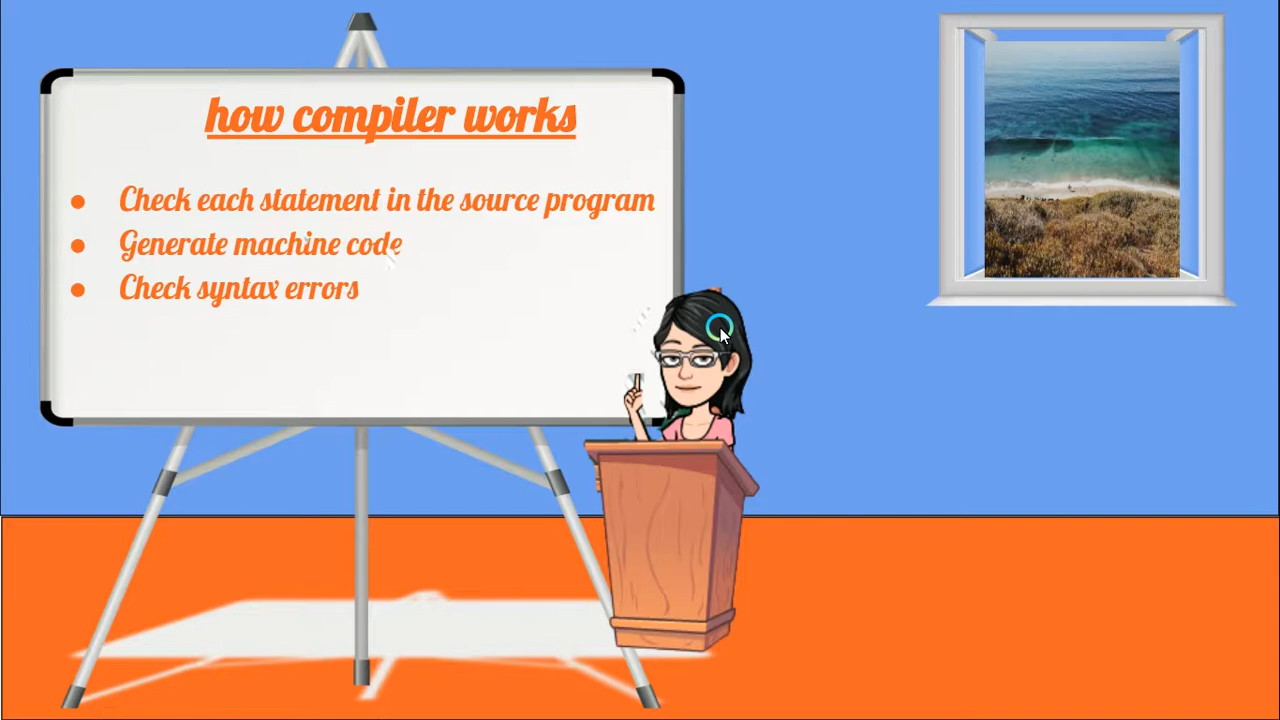 how compiler works
● Check each statement in the source program
● Generate machine code
● Check syntax errors